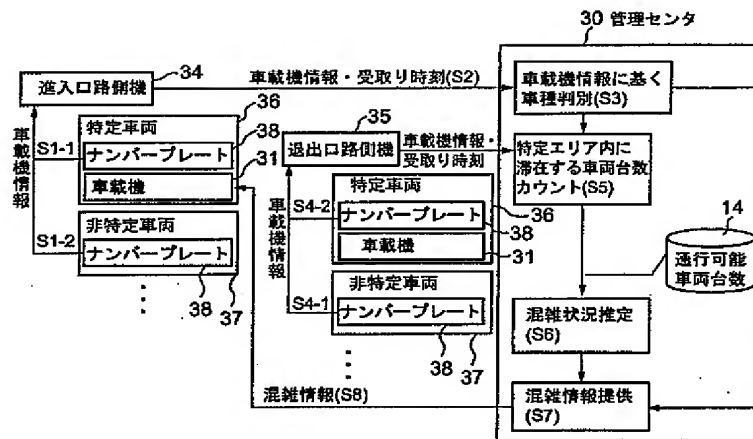 30 管理センタ
34
進入口路側機
車載機情報・受取り時刻(S2)
車載機情報に基く
車種判別(S3)
36
特定車両
38
S1-1
ナンバープレート
31
車載機
車載機情報
非特定車両
S1-2
ナンバープレート
38
37
35
退出口路側機
車載機情報・
受取り時刻
特定車両
36
S4-2
ナンバープレート
38
車載機
31
車載機情報
非特定車両
S4-1
ナンバープレート
38
37
特定エリア内に
滞在する車両台数
カウント(S5)
14
通行可能
車両台数
混雑状況推定
(S6)
混雑情報(S8)
混雑情報提供
(S7)